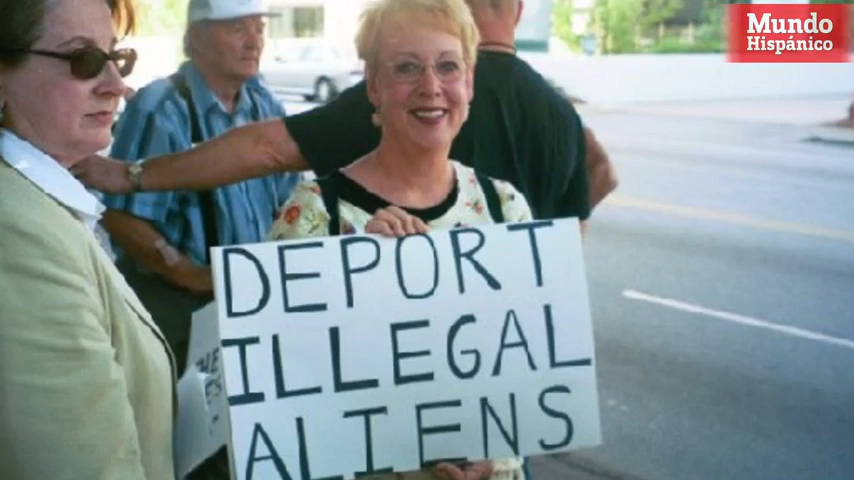 Mundo
Hispánico
DEPORT
ILLEGAL
ALIENS